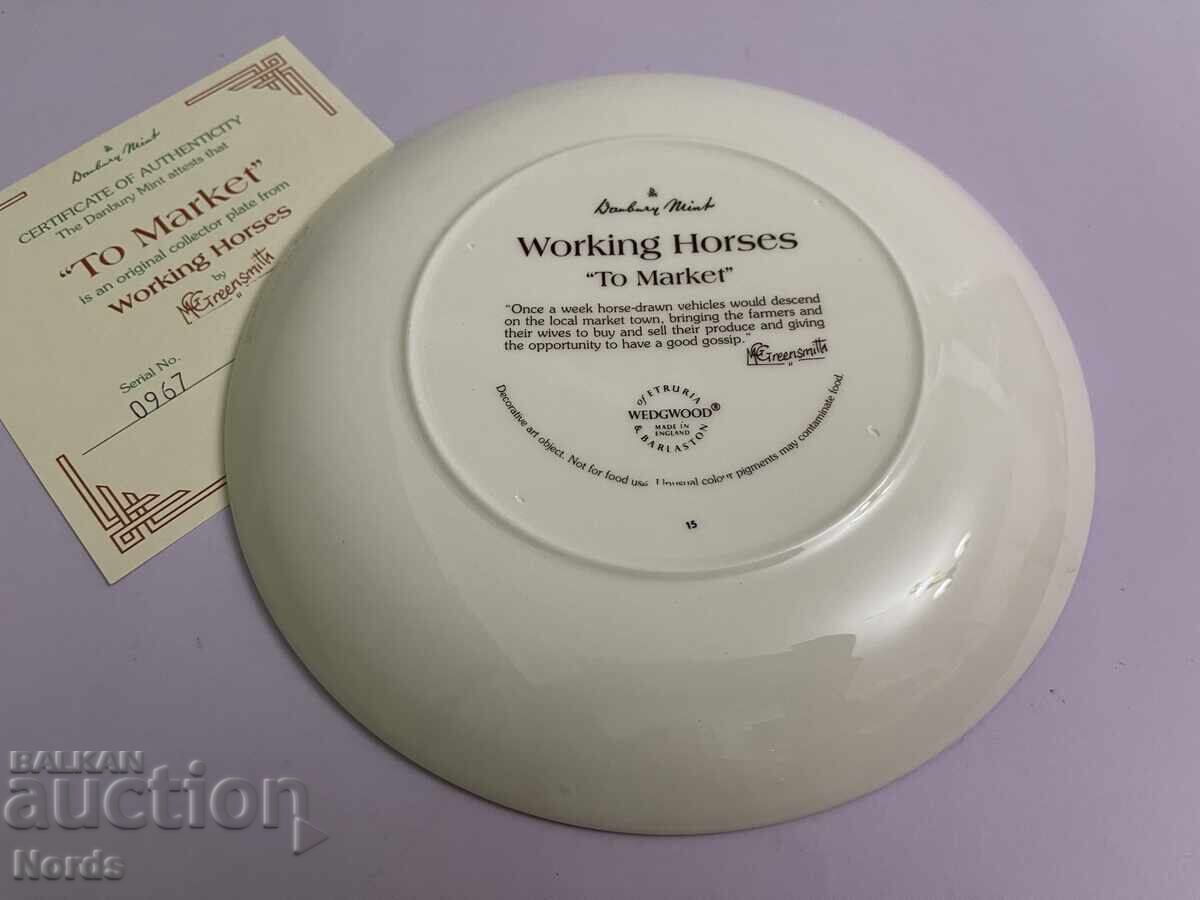 Danbury Mint
CERTIFICATE OF AUTHENTICITY
The Danbury Mint attests that
"To Market"
is an original collector plate from
Working Horses
by
MGGreensmith
Serial No.
0967
Danbury Mint
Working Horses
"To Market"
"Once a week horse-drawn vehicles would descend
on the local market town, bringing the farmers and
their wives to buy and sell their produce and giving
the opportunity to have a good gossip."
MGGreensmith
of ETRURIA
WEDGWOOD®
MADE IN
ENGLAND
& BARLASTON
Decorative art object. Not for food use. Unusual colour pigments may contaminate food.
15
BALKAN
auction
Nords